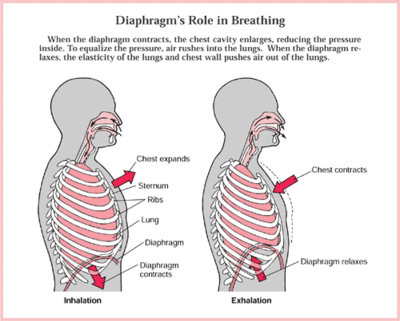 Diaphragm's Role in Breathing
When the diaphragm contracts, the chest cavity enlarges, reducing the pressure
inside. To equalize the pressure, air rushes into the lungs. When the diaphragm re-
laxes, the elasticity of the lungs and chest wall pushes air out of the lungs.
Chest expands
Sternum
Ribs
Lung
Diaphragm
Diaphragm
contracts
Inhalation
Chest contracts
Diaphragm relaxes
Exhalation